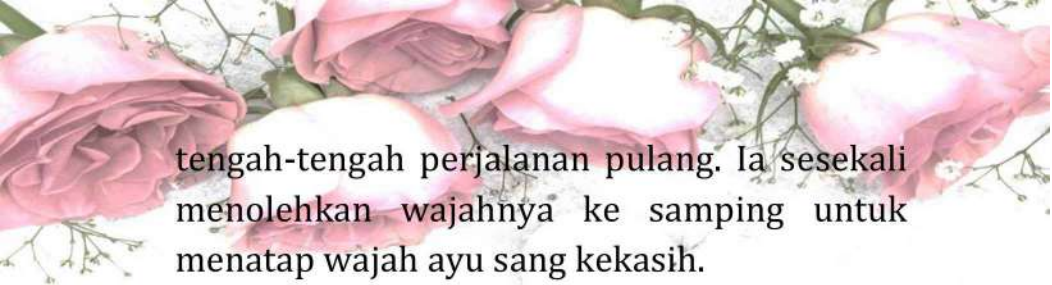 tengah-tengah perjalanan pulang. Ia sesekali
menolehkan wajahnya ke samping untuk
menatap wajah ayu sang kekasih.